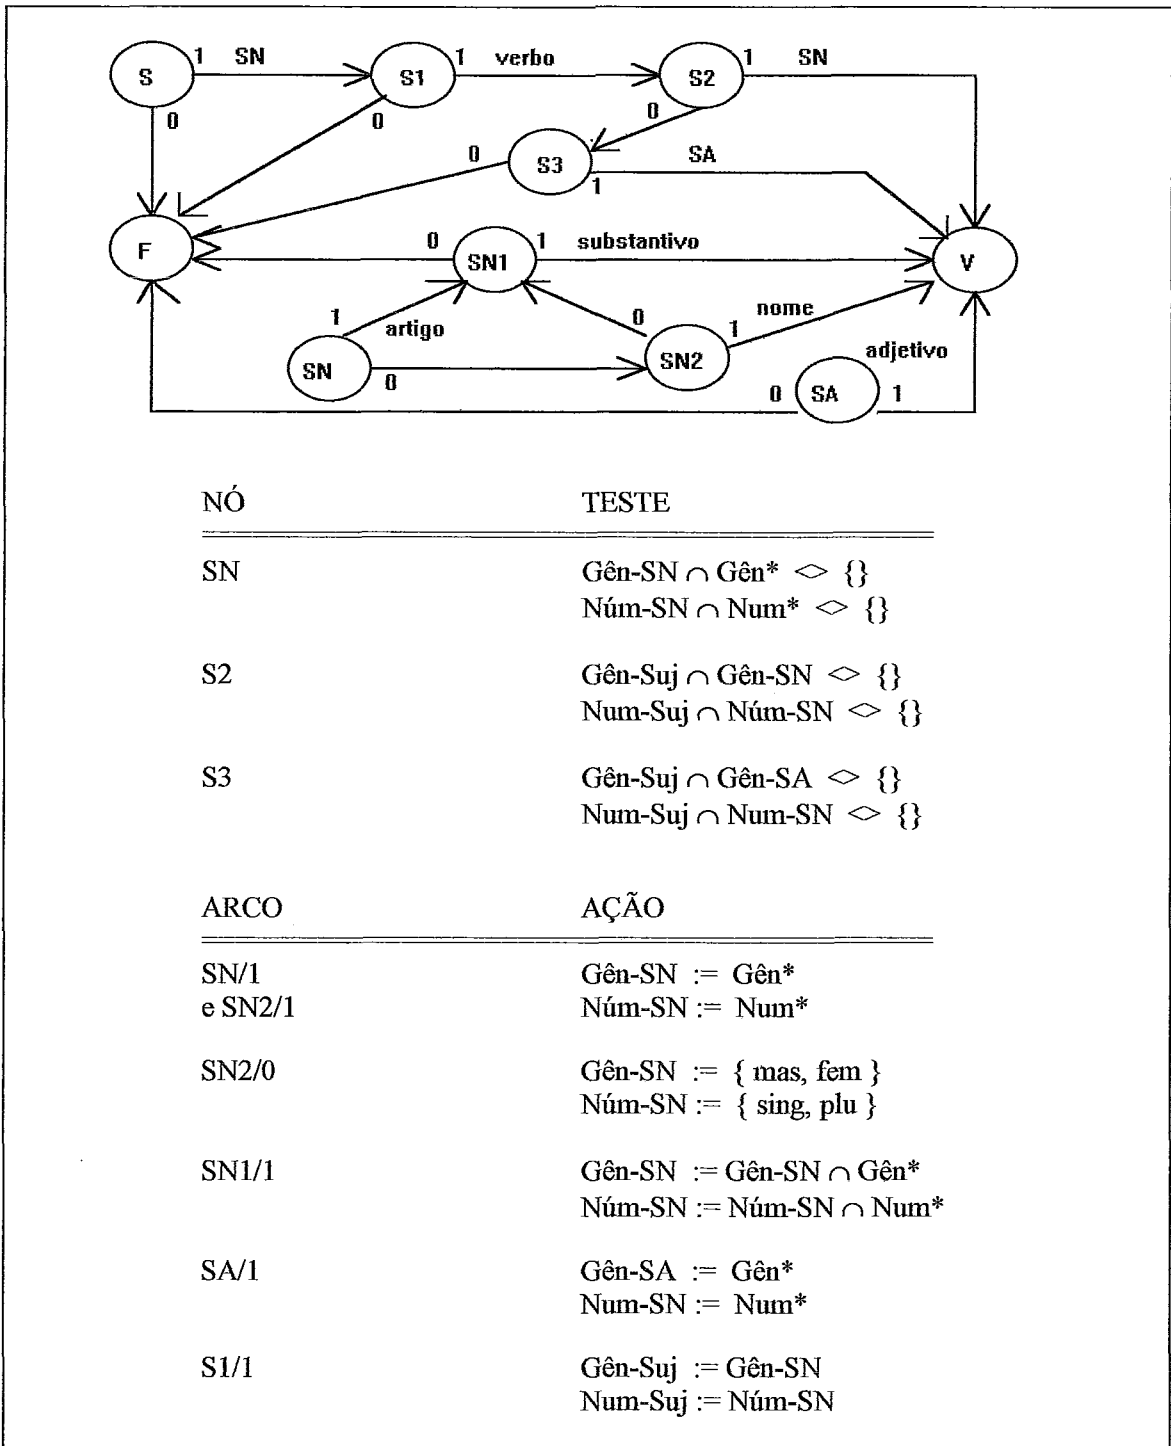 S 1 SN S1 1 verbo S2 1 SN
0 0 0
0 S3 SA
1
F 0 SN1 1 substantivo V
1 artigo 0 1 nome
SN 0 SN2 adjetivo
0 SA 1
NÓ TESTE
SN Gên-SN ∩ Gên* <> {}
Núm-SN ∩ Num* <> {}
S2 Gên-Suj ∩ Gên-SN <> {}
Num-Suj ∩ Núm-SN <> {}
S3 Gên-Suj ∩ Gên-SA <> {}
Num-Suj ∩ Num-SN <> {}
ARCO AÇÃO
SN/1 Gên-SN := Gên*
e SN2/1 Núm-SN := Num*
SN2/0 Gên-SN := { mas, fem }
Núm-SN := { sing, plu }
SN1/1 Gên-SN := Gên-SN ∩ Gên*
Núm-SN := Núm-SN ∩ Num*
SA/1 Gên-SA := Gên*
Num-SN := Num*
S1/1 Gên-Suj := Gên-SN
Num-Suj := Núm-SN